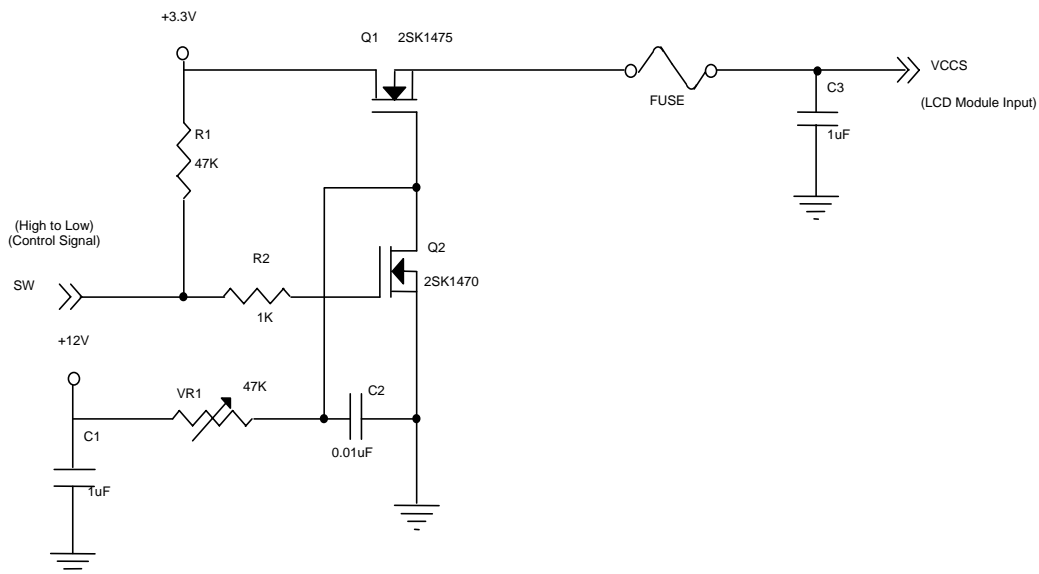 +3.3V
Q1 2SK1475
VCCS
FUSE
C3
(LCD Module Input)
R1
1uF
47K
(High to Low)
(Control Signal)
Q2
R2
SW
2SK1470
1K
+12V
VR1
47K
C2
C1
0.01uF
1uF